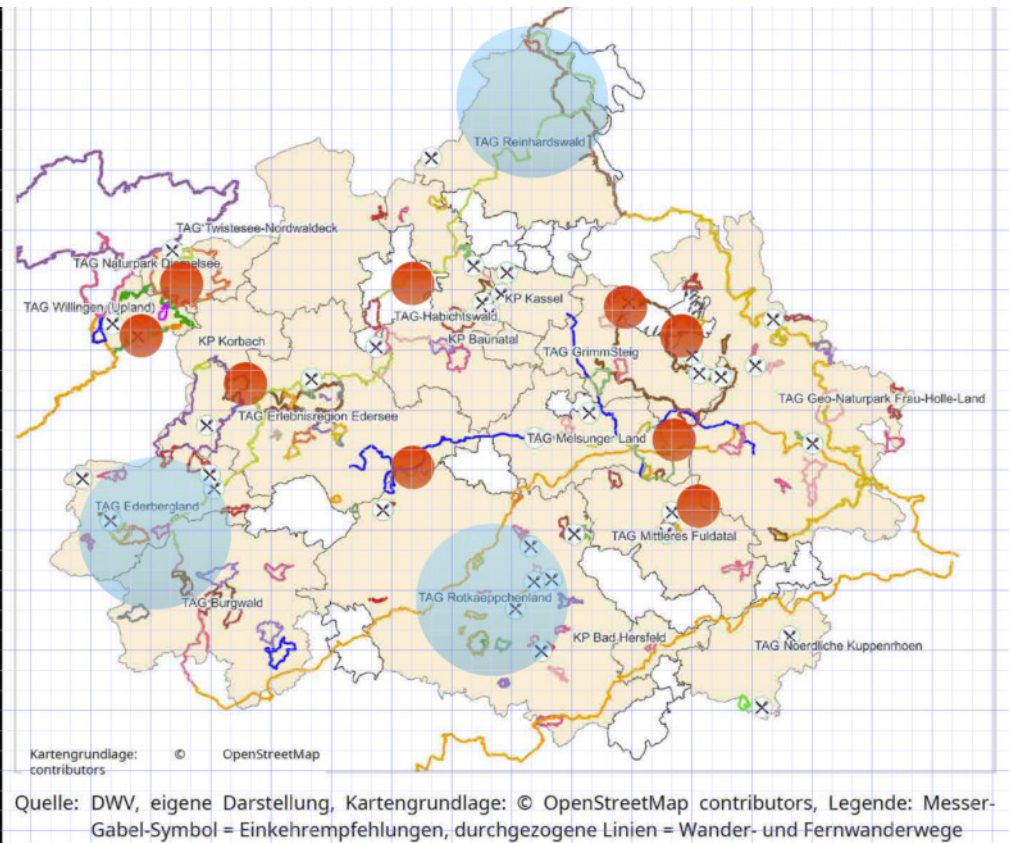 TAG Reinhardswald
TAG Twistesee-Nordwaldeck
TAG Naturpark Diemelsee
TAG Willingen (Upland)
KP Kassel
TAG Habichtswald
KP Korbach
KP Baunatal
TAG GrimmSteig
TAG Geo-Naturpark Frau-Holle-Land
TAG Erlebnisregion Edersee
TAG Melsunger Land
TAG Ederbergland
TAG Mittleres Fuldatal
TAG Burgwald
TAG Rotkaeppchenland
KP Bad Hersfeld
TAG Noerdliche Kuppenrhoen
Kartengrundlage: © OpenStreetMap
contributors
Quelle: DWV, eigene Darstellung, Kartengrundlage: © OpenStreetMap contributors, Legende: Messer-
Gabel-Symbol = Einkehrempfehlungen, durchgezogene Linien = Wander- und Fernwanderwege